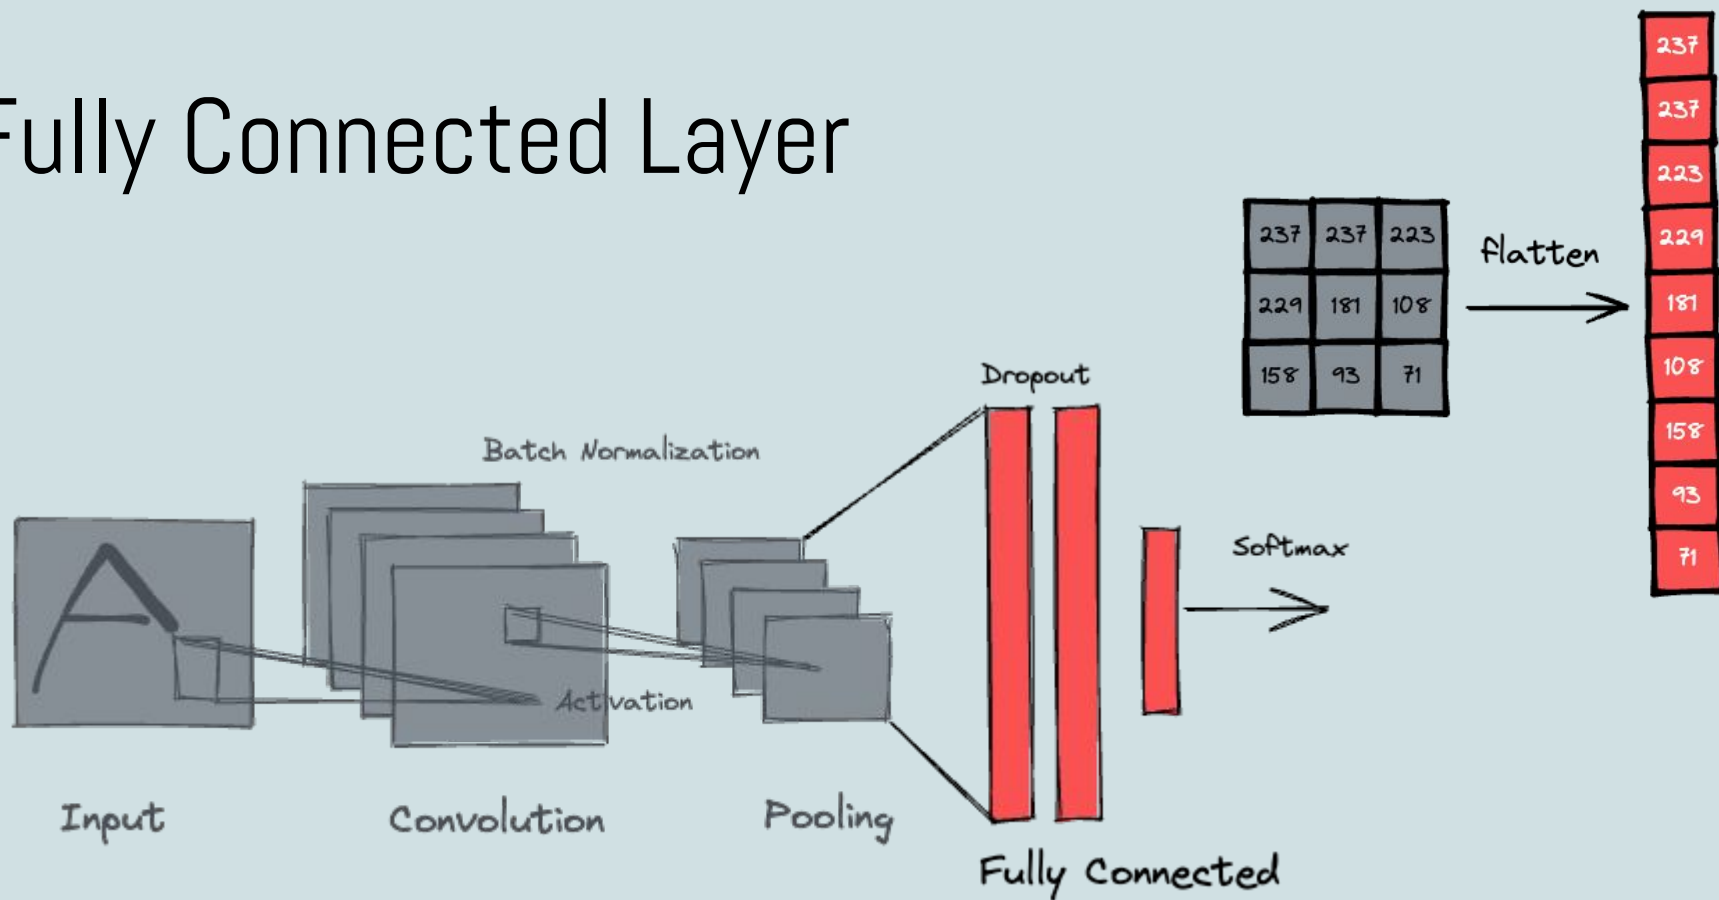 Fully Connected Layer
237 237 223
229 181 108
158 93 71
flatten
237
237
223
229
181
108
158
93
71
Dropout
Batch Normalization
Softmax
Activation
Input
Convolution
Pooling
Fully Connected